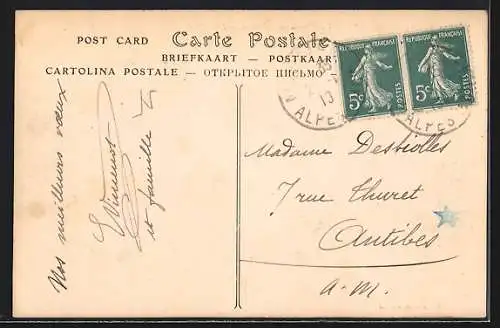 POST CARD
Carte Postale
BRIEFKAART — POSTKAART
CARTOLINA POSTALE — ОТКРЫТОЕ ПИСЬМО
REPUBLIQUE FRANÇAISE
5c
POSTES
REPUBLIQUE FRANÇAISE
5c
POSTES
13
ALPES
ALPES
Nos meilleurs vœux
E Vincent
et famille
Madame
7 rue Thuret
Antibes
A-M.